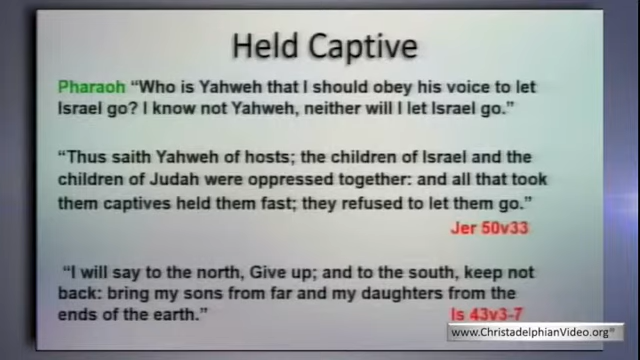 Held Captive
Pharaoh “Who is Yahweh that I should obey his voice to let
Israel go? I know not Yahweh, neither will I let Israel go.”
“Thus saith Yahweh of hosts; the children of Israel and the
children of Judah were oppressed together: and all that took
them captives held them fast; they refused to let them go.”
Jer 50v33
“I will say to the north, Give up; and to the south, keep not
back: bring my sons from far and my daughters from the
ends of the earth.”
Is 43v3-7
www.ChristadelphianVideo.org